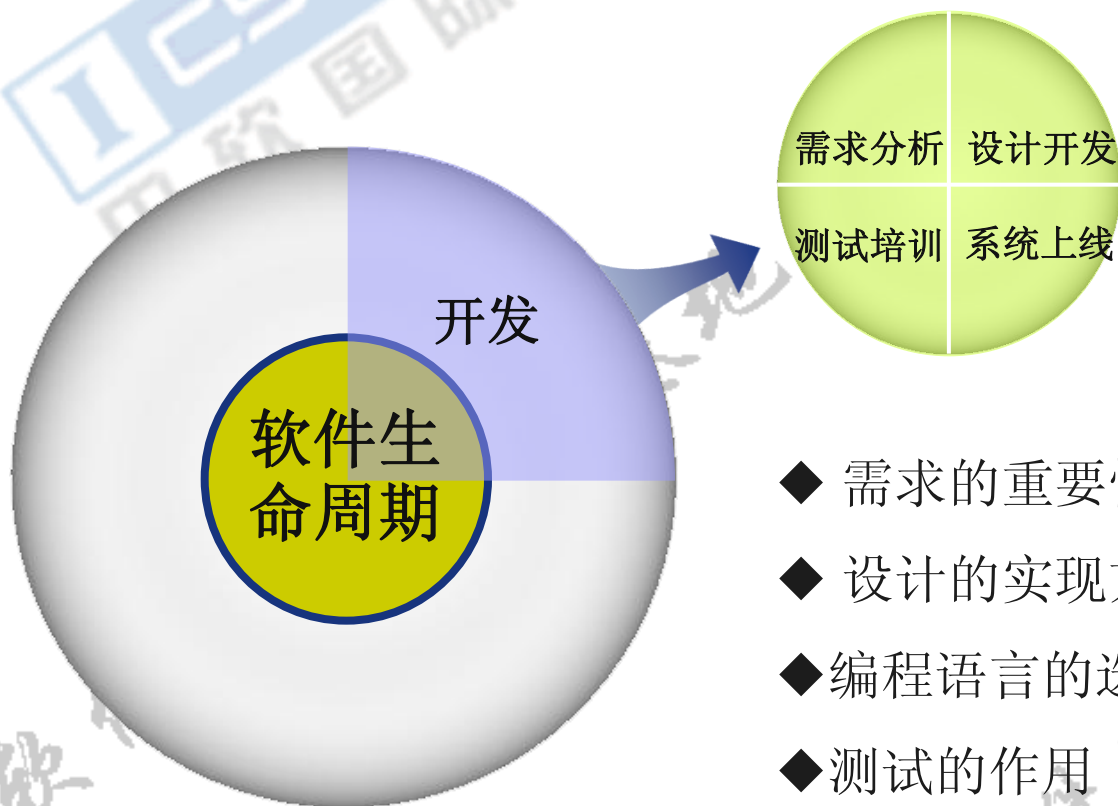 需求分析 设计开发
测试培训 系统上线
开发
软件生
命周期
◆ 需求的重要
◆ 设计的实现
◆编程语言的
◆测试的作用